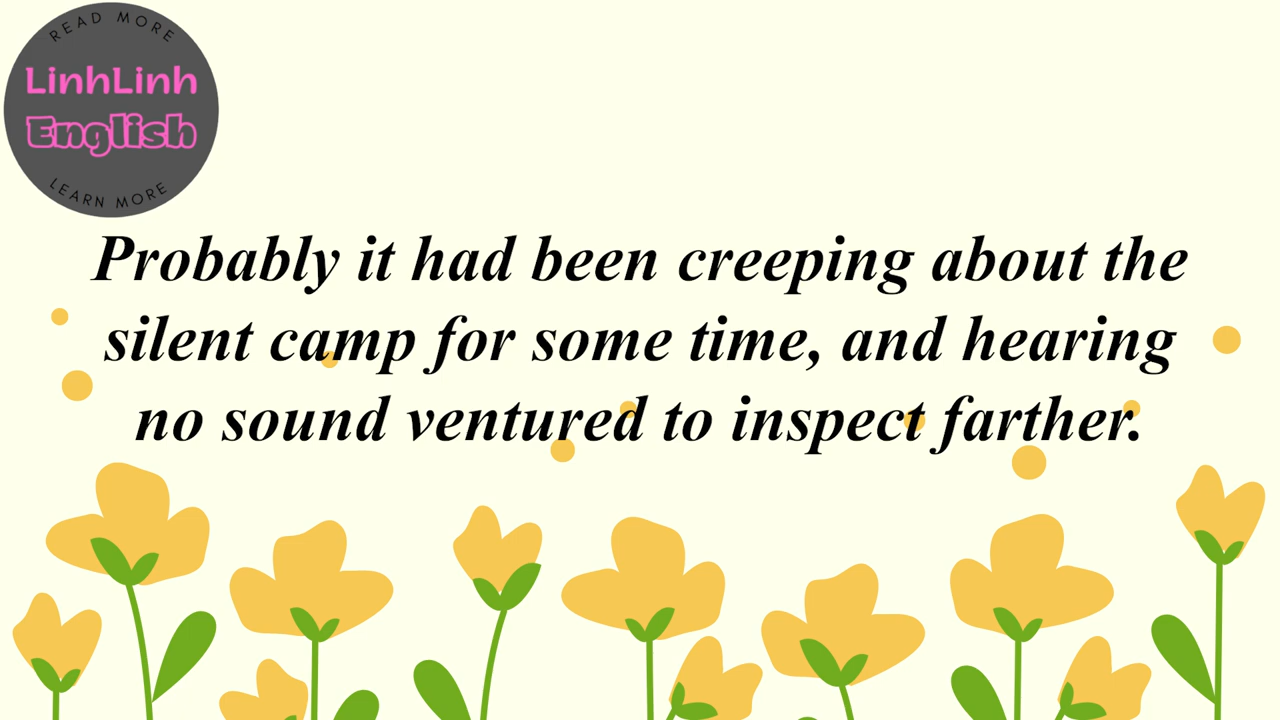 READ MORE
LinhLinh
English
LEARN MORE
Probably it had been creeping about the
silent camp for some time, and hearing
no sound ventured to inspect farther.